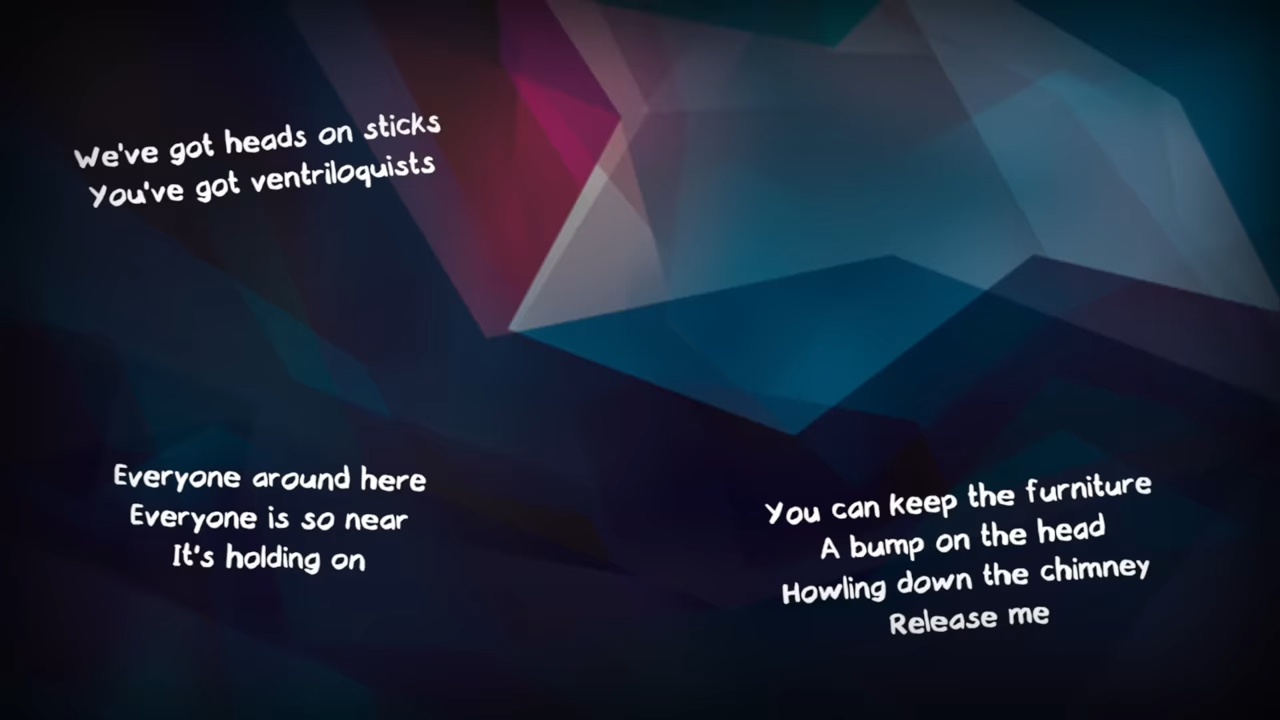 We've got heads on sticks
You've got ventriloquists
Everyone around here
Everyone is so near
It's holding on
You can keep the furniture
A bump on the head
Howling down the chimney
Release me